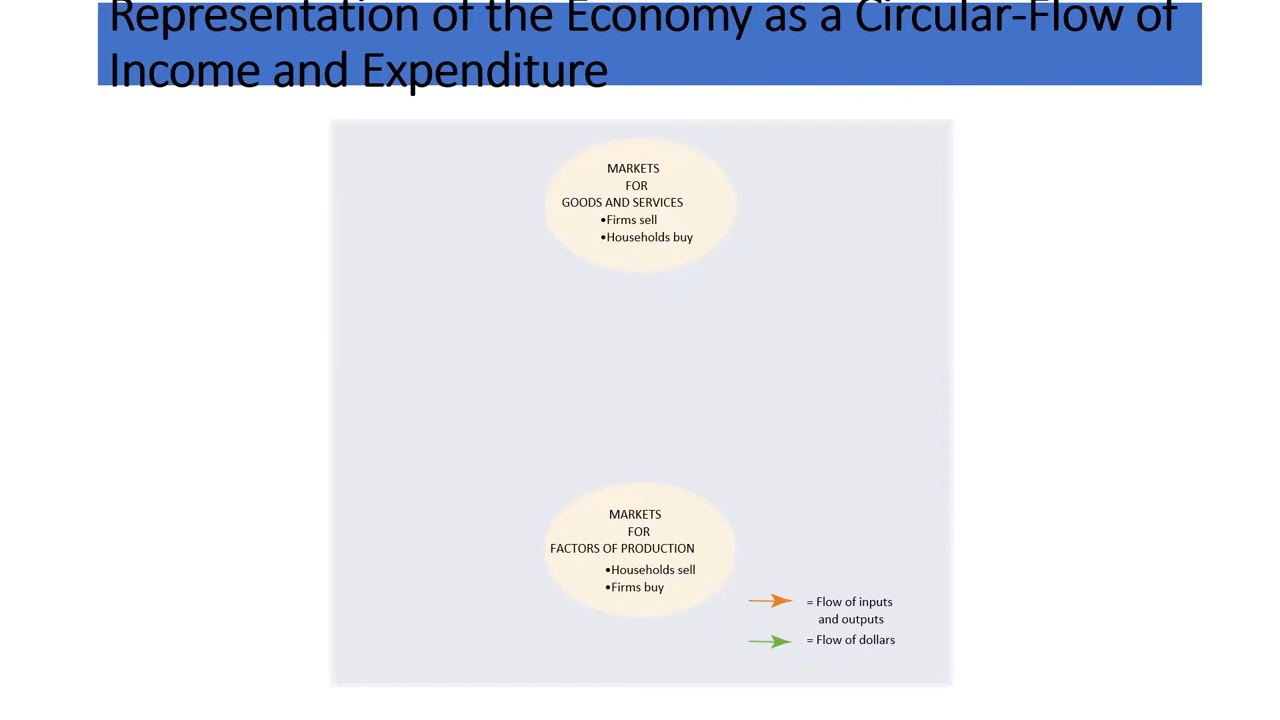 Representation of the Economy as a Circular-Flow of
Income and Expenditure
MARKETS
FOR
GOODS AND SERVICES
•Firms sell
•Households buy
MARKETS
FOR
FACTORS OF PRODUCTION
•Households sell
•Firms buy
= Flow of inputs
and outputs
= Flow of dollars